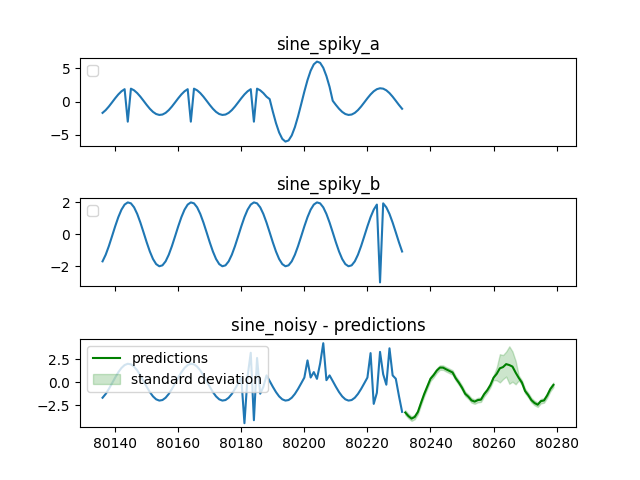 sine_spiky_a
5
0
−5
sine_spiky_b
2
0
−2
sine_noisy - predictions
2.5
0.0
−2.5
predictions
standard deviation
80140 80160 80180 80200 80220 80240 80260 80280